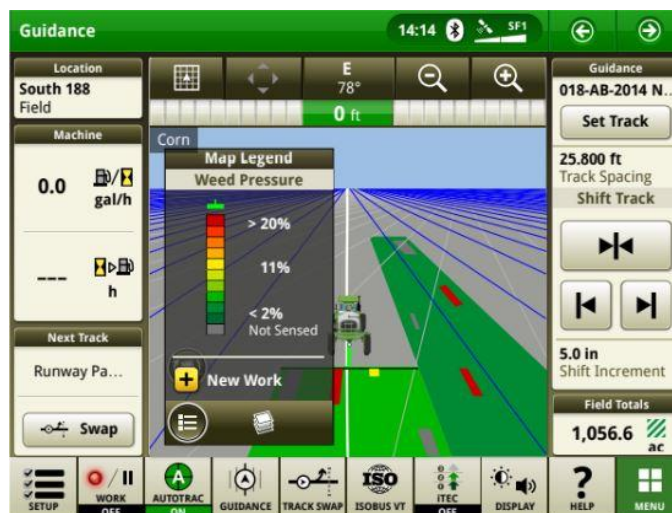 Guidance
14:14
SF1
Location
South 188
Field
Machine
0.0
gal/h
---
h
Next Track
Runway Pa...
Swap
E
78°
0 ft
Corn
Map Legend
Weed Pressure
> 20%
11%
< 2%
Not Sensed
New Work
Guidance
018-AB-2014 N...
Set Track
25.800 ft
Track Spacing
Shift Track
5.0 in
Shift Increment
Field Totals
1,056.6
ac
SETUP
WORK
OFF
A
AUTOTRAC
ON
GUIDANCE
TRACK SWAP
ISO
ISOBUS VT
iTEC
OFF
DISPLAY
?
HELP
MENU